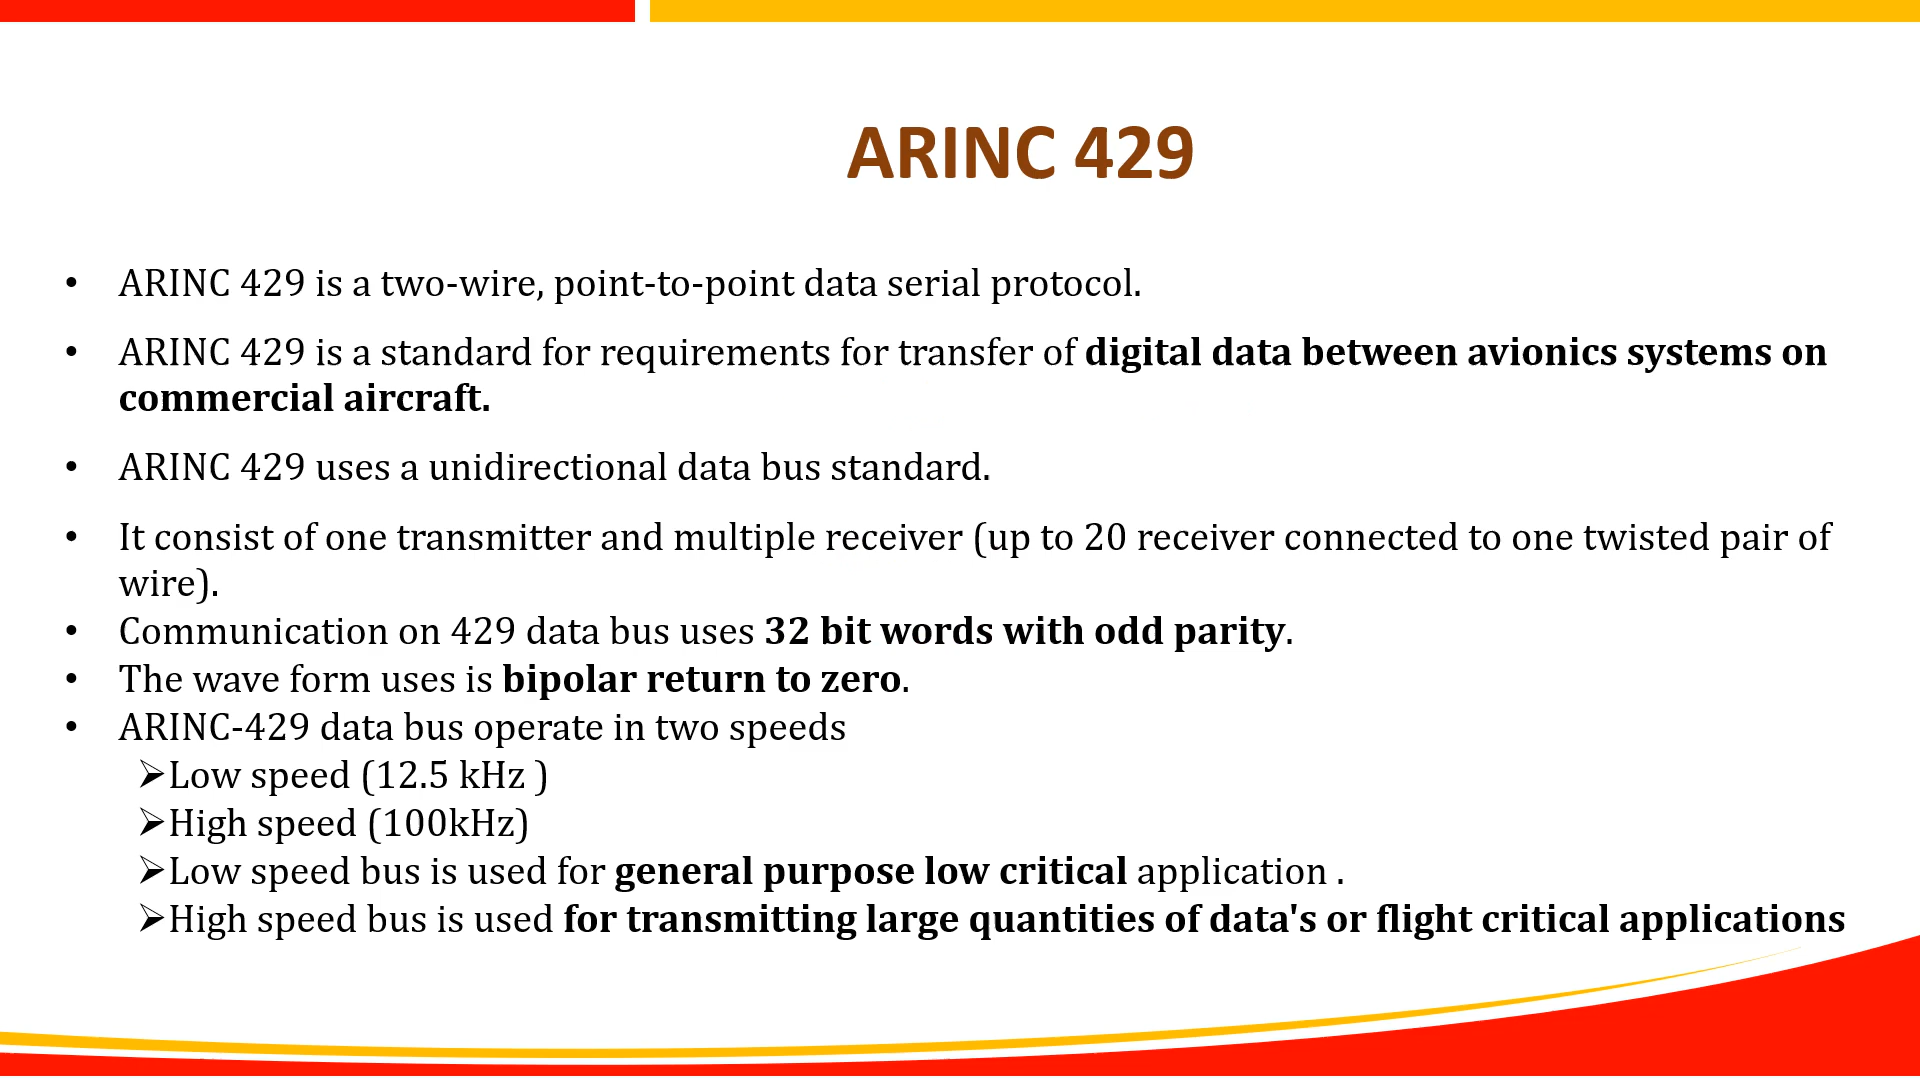 ARINC 429
• ARINC 429 is a two-wire, point-to-point data serial protocol.
• ARINC 429 is a standard for requirements for transfer of digital data between avionics systems on
commercial aircraft.
• ARINC 429 uses a unidirectional data bus standard.
• It consist of one transmitter and multiple receiver (up to 20 receiver connected to one twisted pair of
wire).
• Communication on 429 data bus uses 32 bit words with odd parity.
• The wave form uses is bipolar return to zero.
• ARINC-429 data bus operate in two speeds
➢Low speed (12.5 kHz )
➢High speed (100kHz)
➢Low speed bus is used for general purpose low critical application .
➢High speed bus is used for transmitting large quantities of data's or flight critical applications